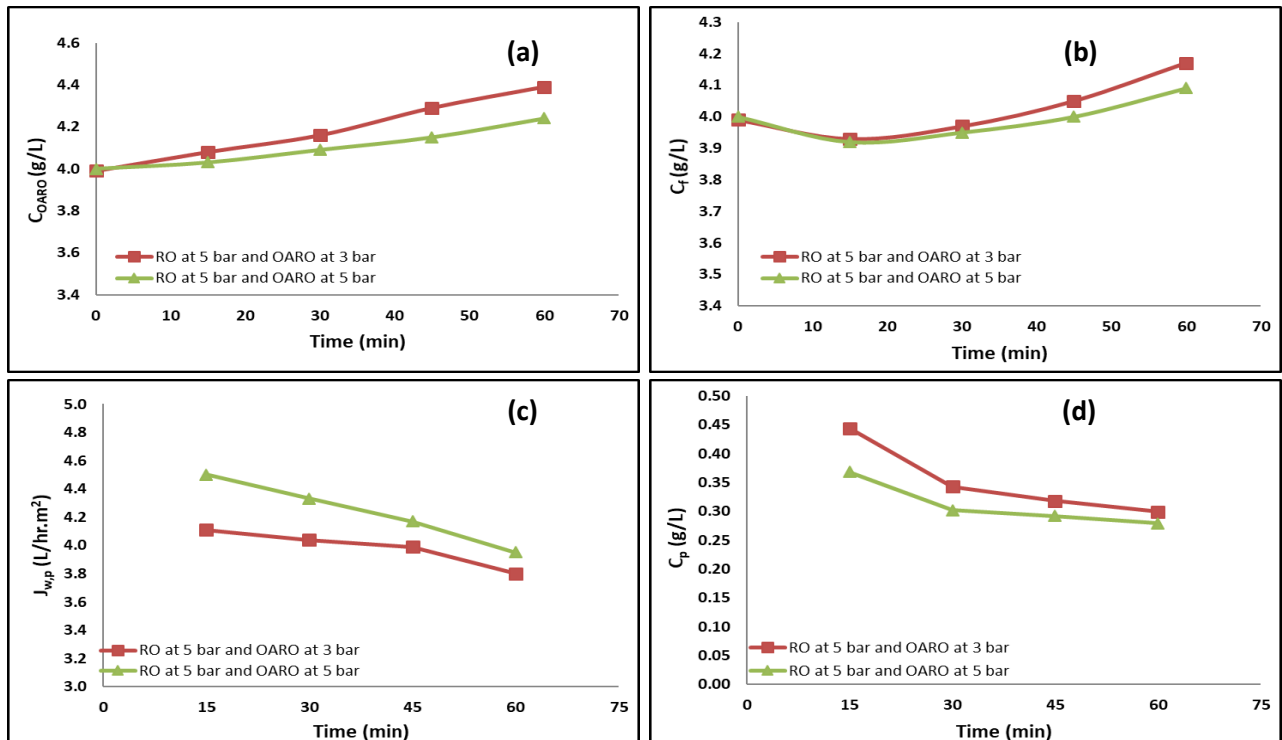 (a)
C_OARO (g/L)
4.6
4.4
4.2
4.0
3.8
3.6
3.4
RO at 5 bar and OARO at 3 bar
RO at 5 bar and OARO at 5 bar
0 10 20 30 40 50 60 70
Time (min)
(b)
C_f (g/L)
4.3
4.2
4.1
4.0
3.9
3.8
3.7
3.6
3.5
3.4
RO at 5 bar and OARO at 3 bar
RO at 5 bar and OARO at 5 bar
0 10 20 30 40 50 60 70
Time (min)
(c)
J_w,p (L/hr.m²)
5.0
4.8
4.6
4.4
4.2
4.0
3.8
3.6
3.4
3.2
3.0
RO at 5 bar and OARO at 3 bar
RO at 5 bar and OARO at 5 bar
0 15 30 45 60 75
Time (min)
(d)
C_p (g/L)
0.50
0.45
0.40
0.35
0.30
0.25
0.20
0.15
0.10
0.05
0.00
RO at 5 bar and OARO at 3 bar
RO at 5 bar and OARO at 5 bar
0 15 30 45 60 75
Time (min)